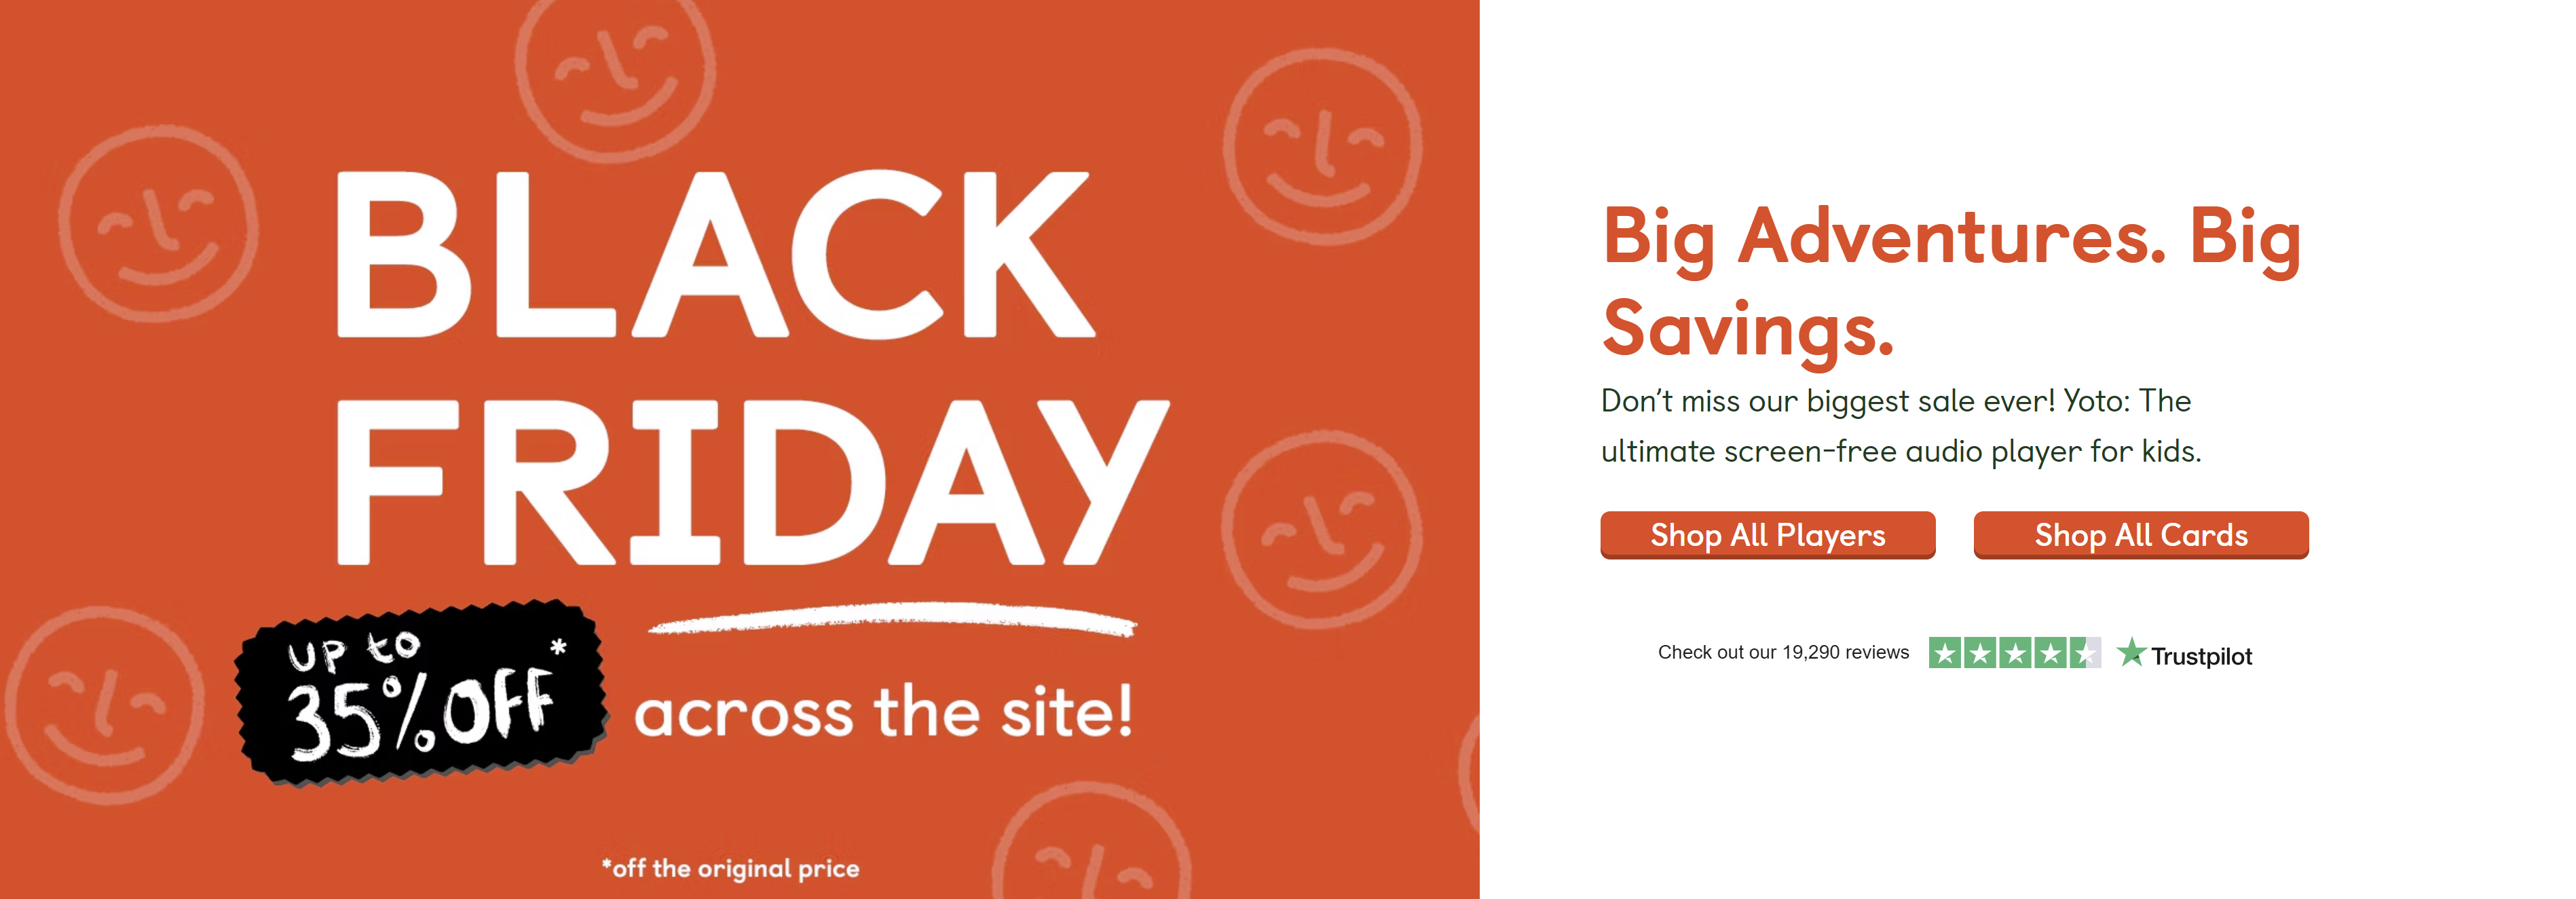 BLACK
FRIDAY
UP to
35% OFF*
across the site!
*off the original price
Big Adventures. Big
Savings.
Don’t miss our biggest sale ever! Yoto: The
ultimate screen-free audio player for kids.
Shop All Players
Shop All Cards
Check out our 19,290 reviews
Trustpilot